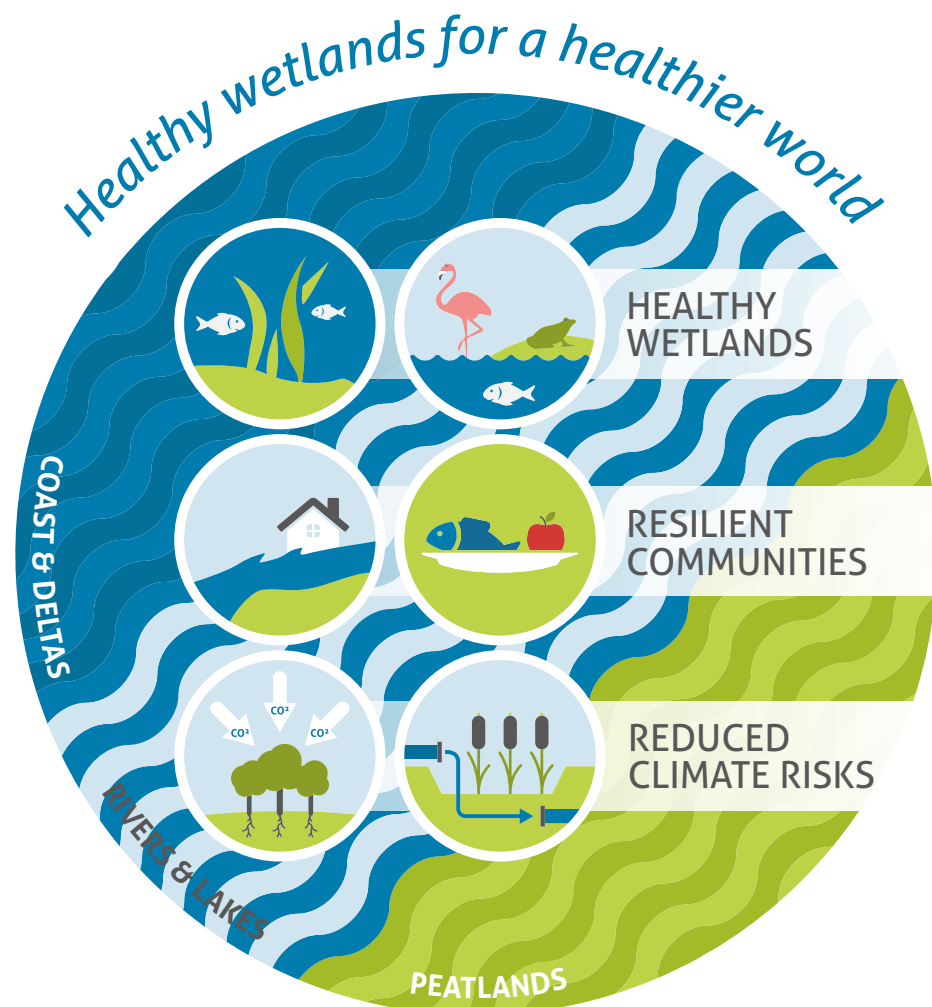 Healthy wetlands for a healthier world
HEALTHY
WETLANDS
COAST & DELTAS
RESILIENT
COMMUNITIES
CO²
CO²
CO²
REDUCED
CLIMATE RISKS
RIVERS & LAKES
PEATLANDS